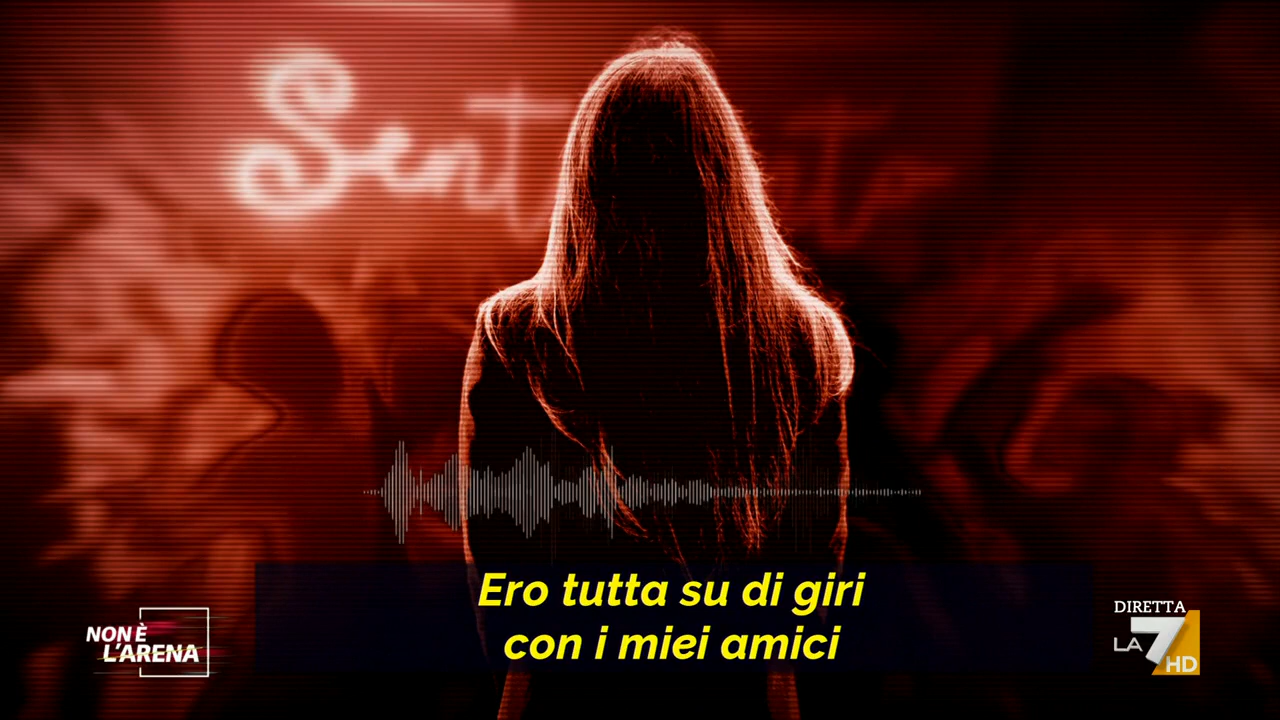 Ero tutta su di giri
con i miei amici
NON È
L'ARENA
DIRETTA
LA7
HD